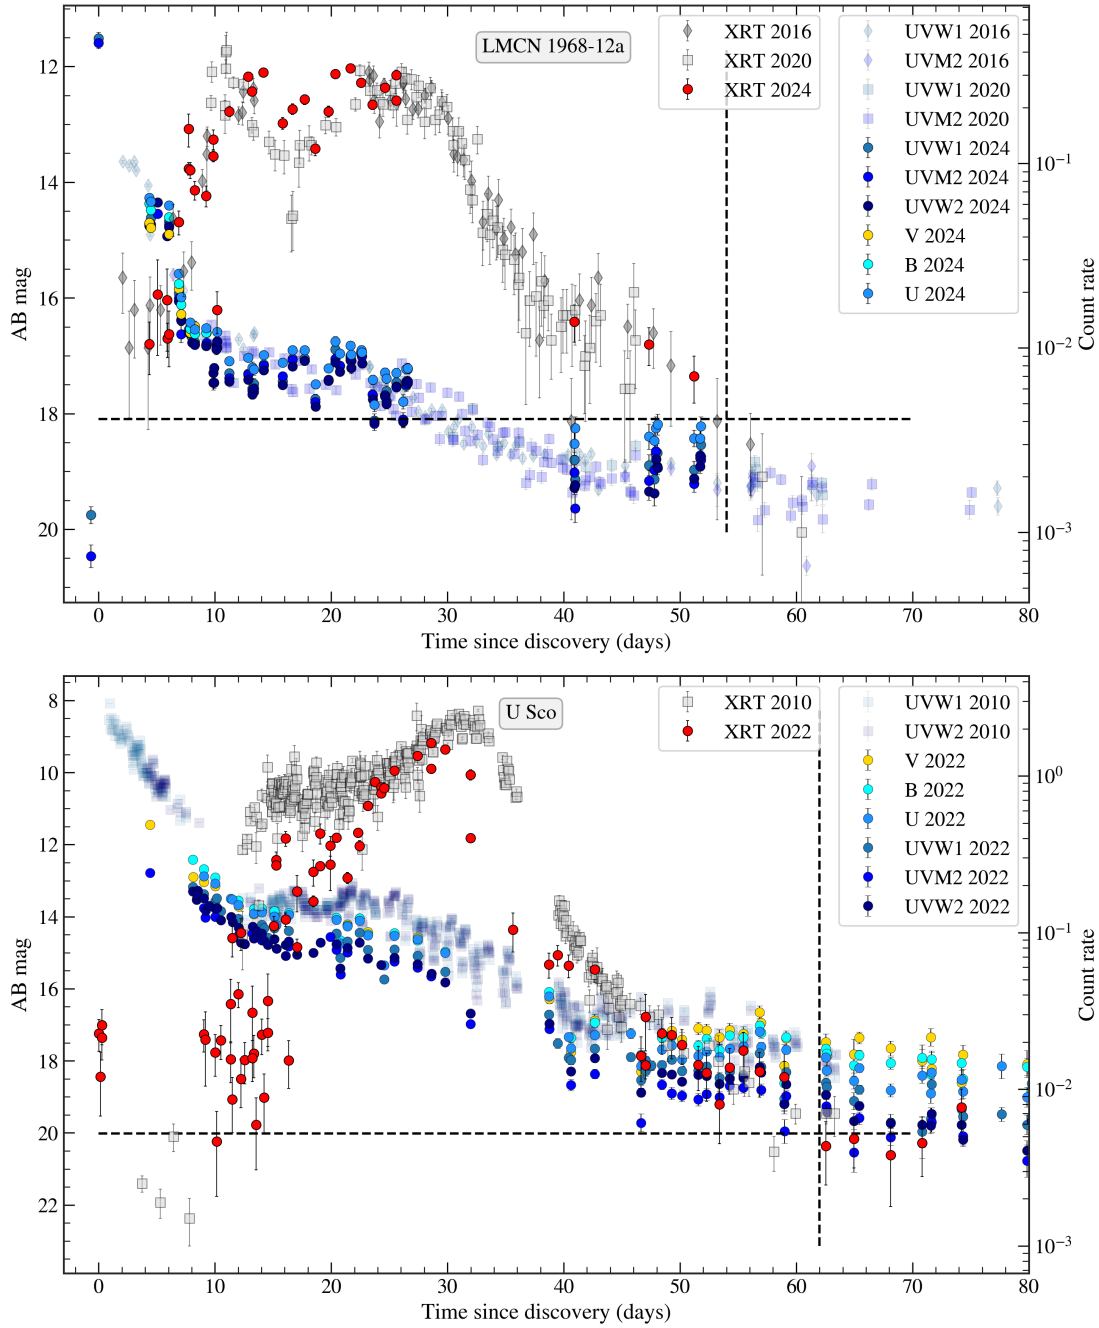 LMCN 1968-12a
XRT 2016
XRT 2020
XRT 2024
UVW1 2016
UVM2 2016
UVW1 2020
UVM2 2020
UVW1 2024
UVM2 2024
UVW2 2024
V 2024
B 2024
U 2024
12
14
16
18
20
AB mag
10⁻¹
10⁻²
10⁻³
Count rate
0 10 20 30 40 50 60 70 80
Time since discovery (days)
U Sco
XRT 2010
XRT 2022
UVW1 2010
UVW2 2010
V 2022
B 2022
U 2022
UVW1 2022
UVM2 2022
UVW2 2022
8
10
12
14
16
18
20
22
AB mag
10⁰
10⁻¹
10⁻²
10⁻³
Count rate
0 10 20 30 40 50 60 70 80
Time since discovery (days)